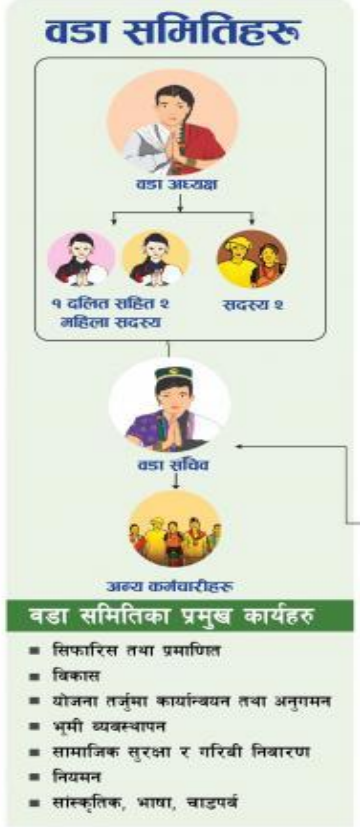 वडा समितिहरू
वडा अध्यक्ष
१ दलित सहित २
महिला सदस्य
सदस्य २
वडा सचिव
अन्य कर्मचारीहरू
वडा समितिका प्रमुख कार्यहरु
सिफारिस तथा प्रमाणित
विकास
योजना तर्जुमा कार्यान्वयन तथा अनुगमन
भूमी व्यवस्थापन
सामाजिक सुरक्षा र गरिबी निवारण
नियमन
सांस्कृतिक, भाषा, चाडपर्व